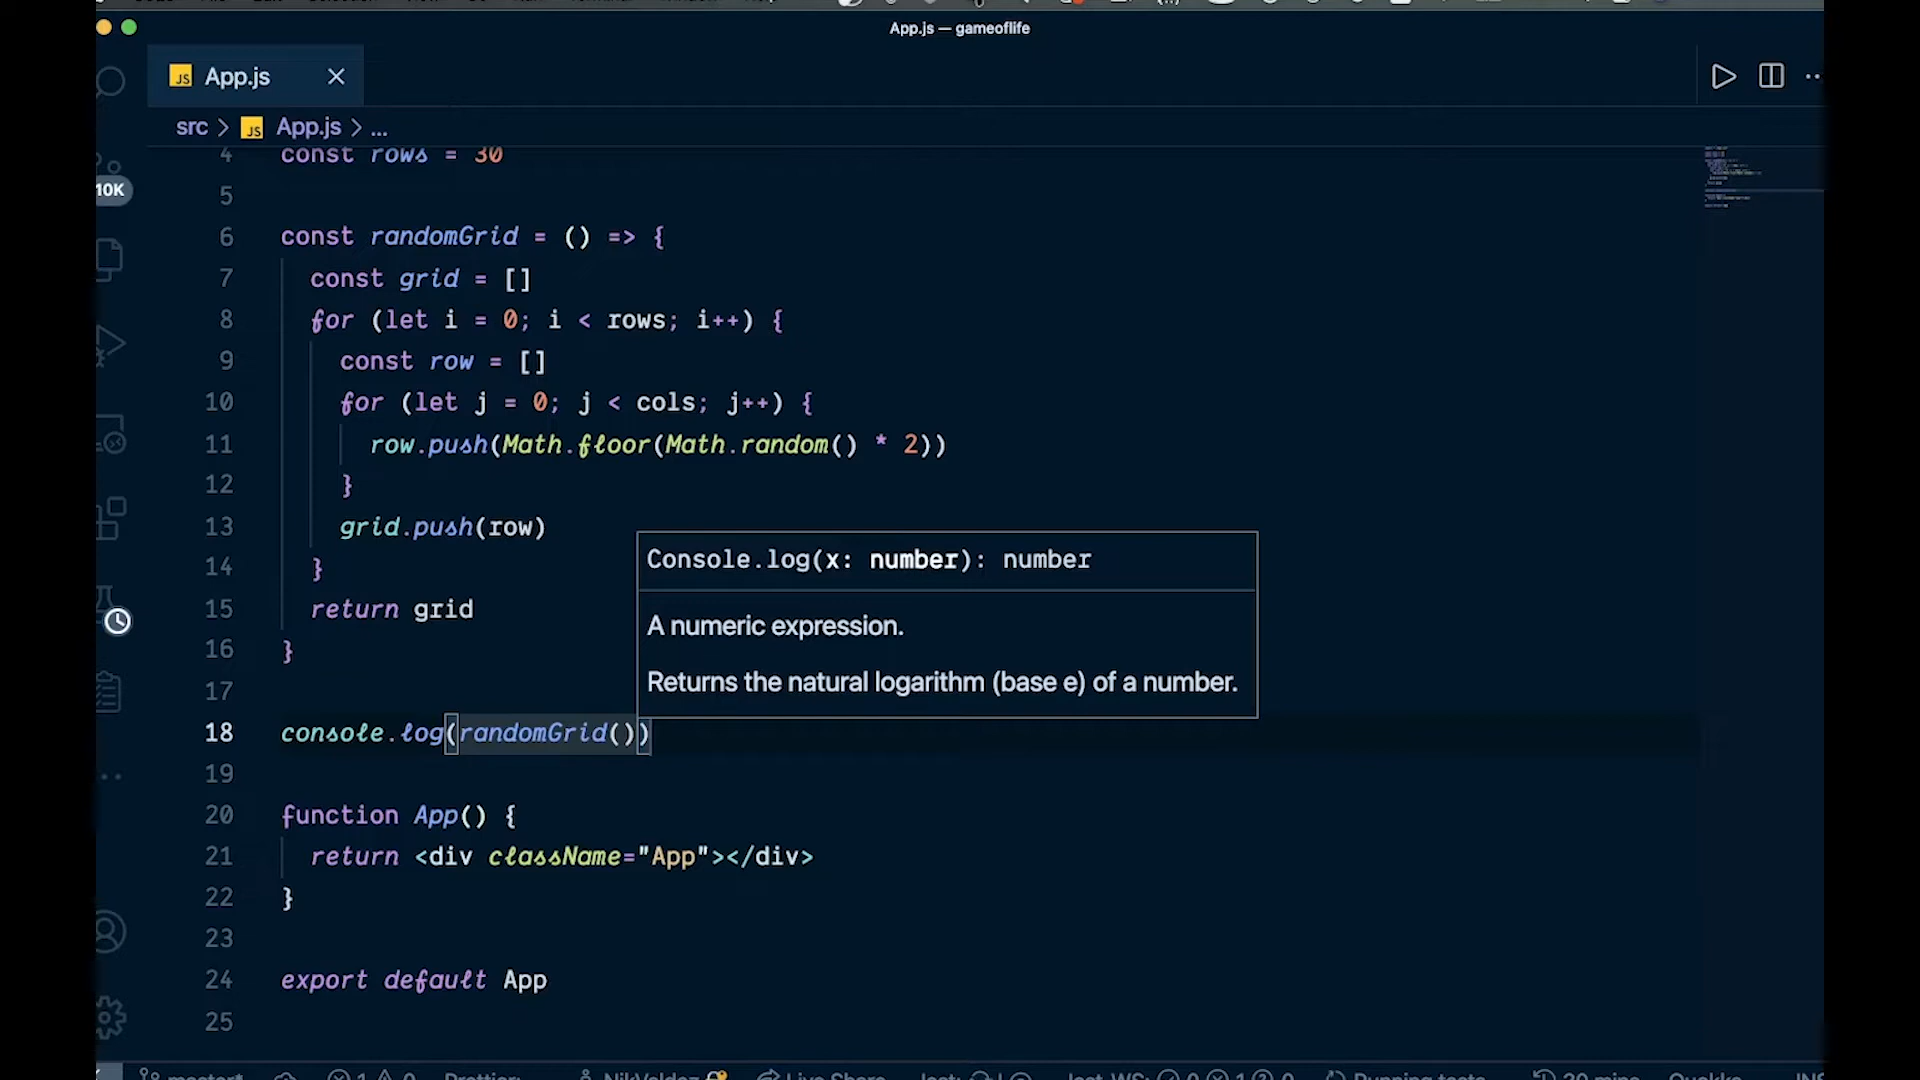 App.js — gameoflife
JS App.js
src > JS App.js > ...
10K
4 const rows = 30
5
6 const randomGrid = () => {
7 const grid = []
8 for (let i = 0; i < rows; i++) {
9 const row = []
10 for (let j = 0; j < cols; j++) {
11 row.push(Math.floor(Math.random() * 2))
12 }
13 grid.push(row)
14 }
15 return grid
16 }
17
18 console.log(randomGrid())
19
20 function App() {
21 return <div className="App"></div>
22 }
23
24 export default App
25
Console.log(x: number): number
A numeric expression.
Returns the natural logarithm (base e) of a number.